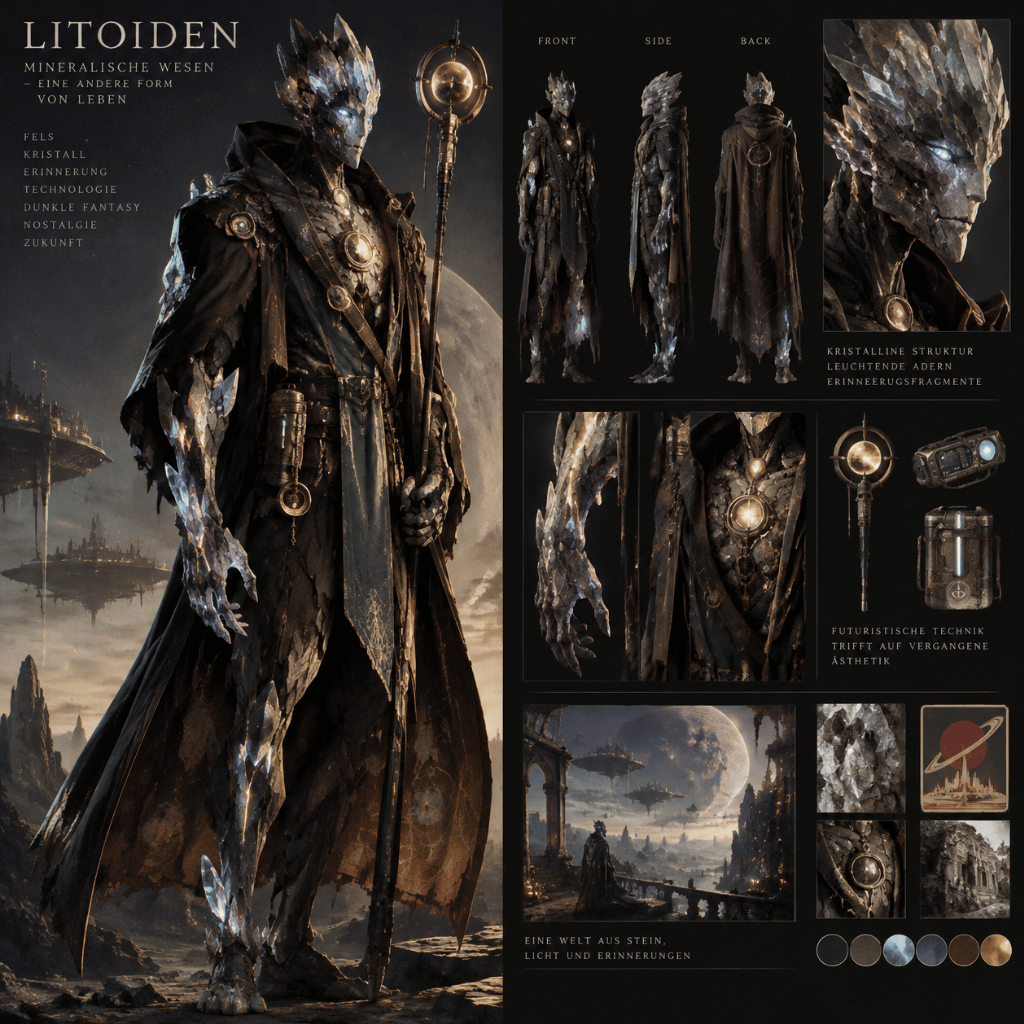 LITOIDEN
MINERALISCHE WESEN
– EINE ANDERE FORM
VON LEBEN
FELS
KRISTALL
ERINNERUNG
TECHNOLOGIE
DUNKLE FANTASY
NOSTALGIE
ZUKUNFT
FRONT
SIDE
BACK
KRISTALLINE STRUKTUR
LEUCHTENDE ADERN
ERINNEERUGSFRAGMENTE
FUTURISTISCHE TECHNIK
TRIFFT AUF VERGANGENE
ÄSTHETIK
EINE WELT AUS STEIN,
LICHT UND ERINNERUNGEN